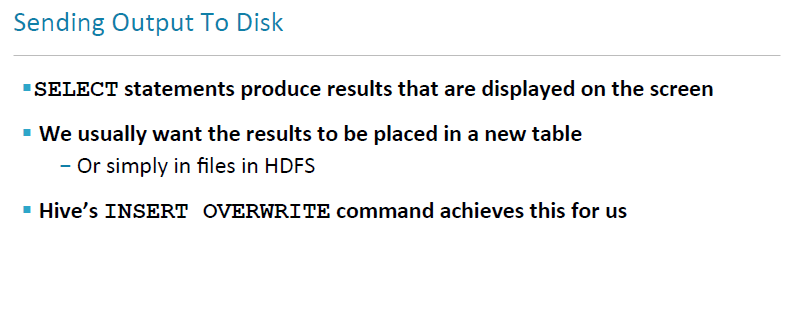 Sending Output To Disk
▪SELECT statements produce results that are displayed on the screen
▪ We usually want the results to be placed in a new table
– Or simply in files in HDFS
▪ Hive’s INSERT OVERWRITE command achieves this for us